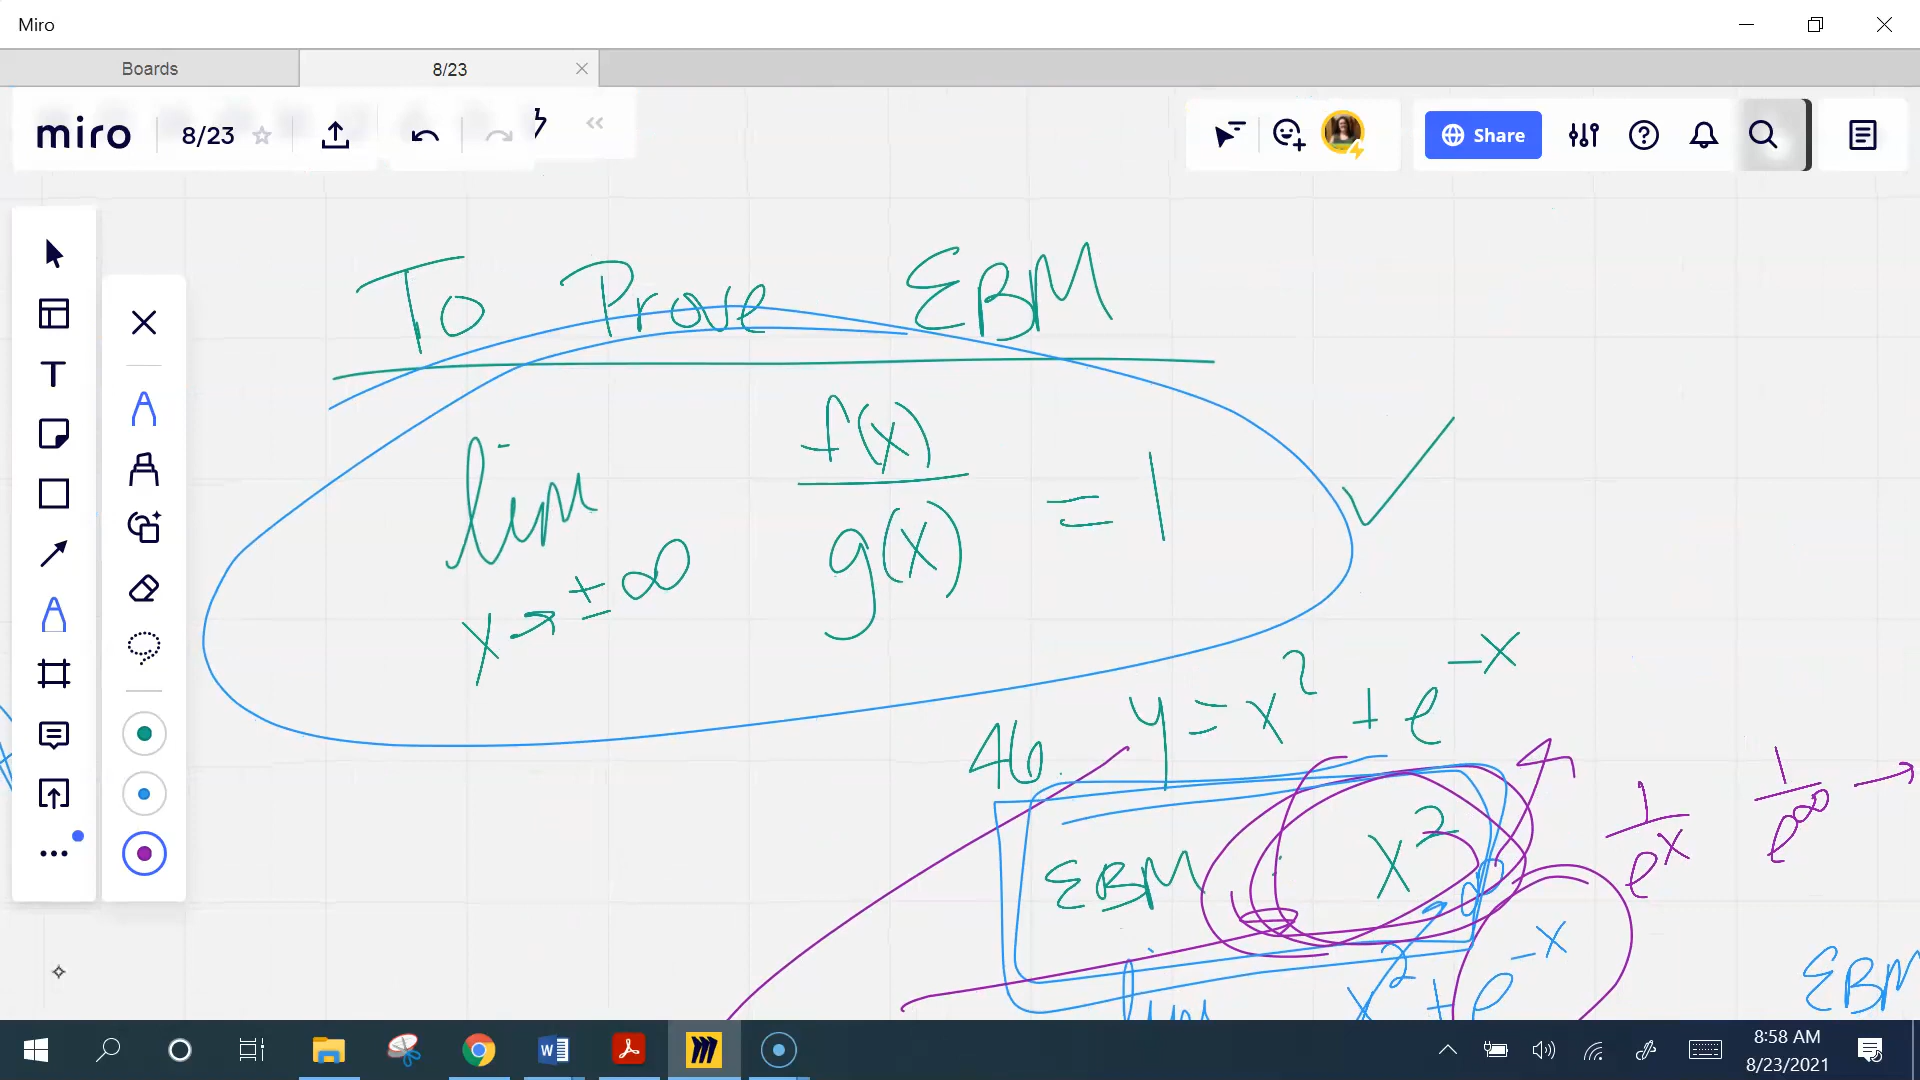 Miro
Boards
8/23
miro
8/23
Share
To Prove EBM
lim x→±∞ f(x)/g(x) = 1 ✓
46. y = x² + e^-x
EBM x²
1/e^x 1/e^∞ →
lim x² + e^-x
EBM
8:58 AM
8/23/2021